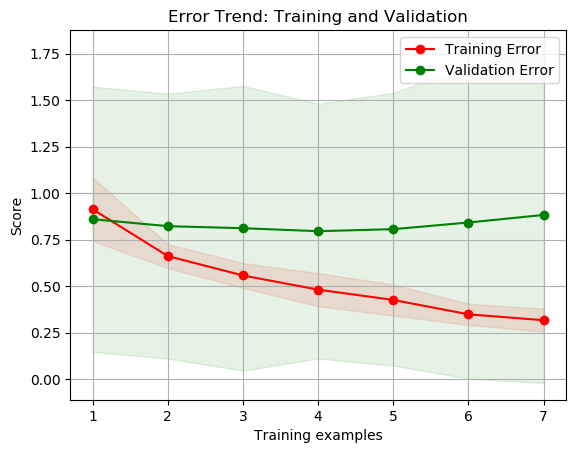 Error Trend: Training and Validation
Training Error
Validation Error
Score
1.75
1.50
1.25
1.00
0.75
0.50
0.25
0.00
1 2 3 4 5 6 7
Training examples